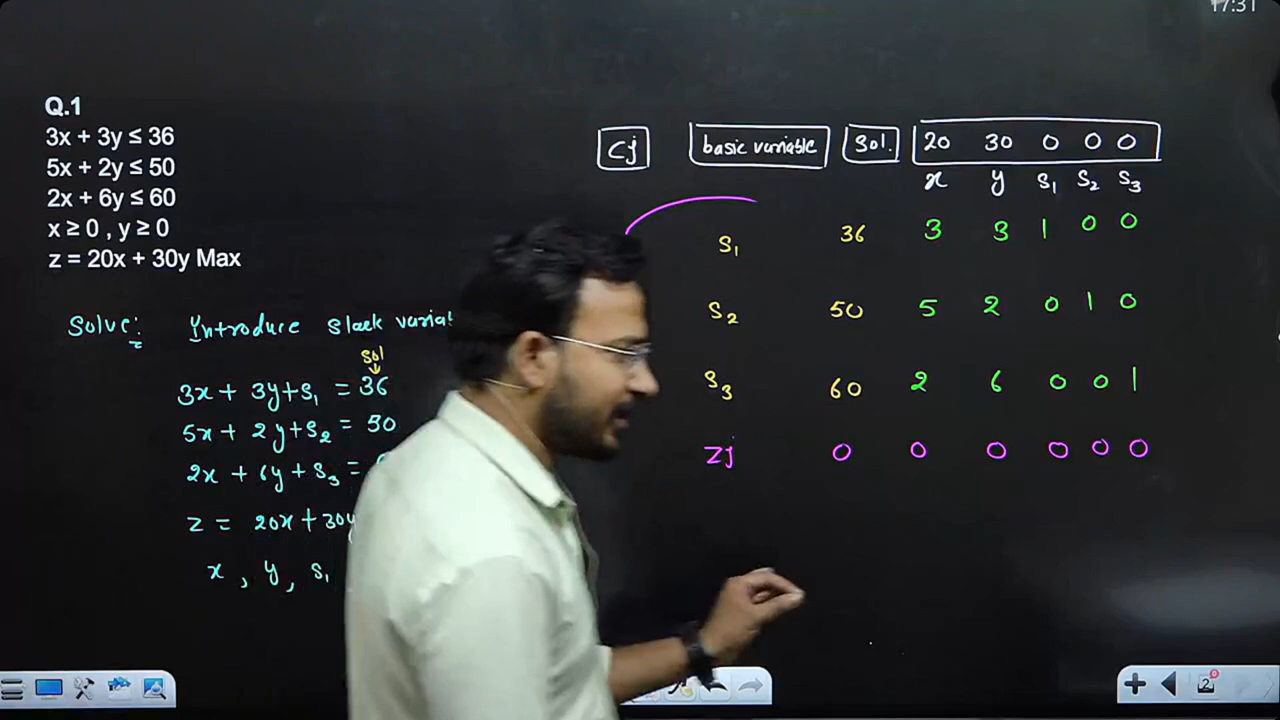 17:31
Q.1
3x + 3y ≤ 36
5x + 2y ≤ 50
2x + 6y ≤ 60
x ≥ 0 , y ≥ 0
z = 20x + 30y Max
Solve: Introduce slack
sol
3x + 3y + S₁ = 36
5x + 2y + S₂ = 50
2x + 6y + S₃ =
z = 20x + 30y
x , y , S₁
Cj basic variable Sol. 20 30 0 0 0
x y S₁ S₂ S₃
S₁ 36 3 3 1 0 0
S₂ 50 5 2 0 1 0
S₃ 60 2 6 0 0 1
Zj 0 0 0 0 0 0
2